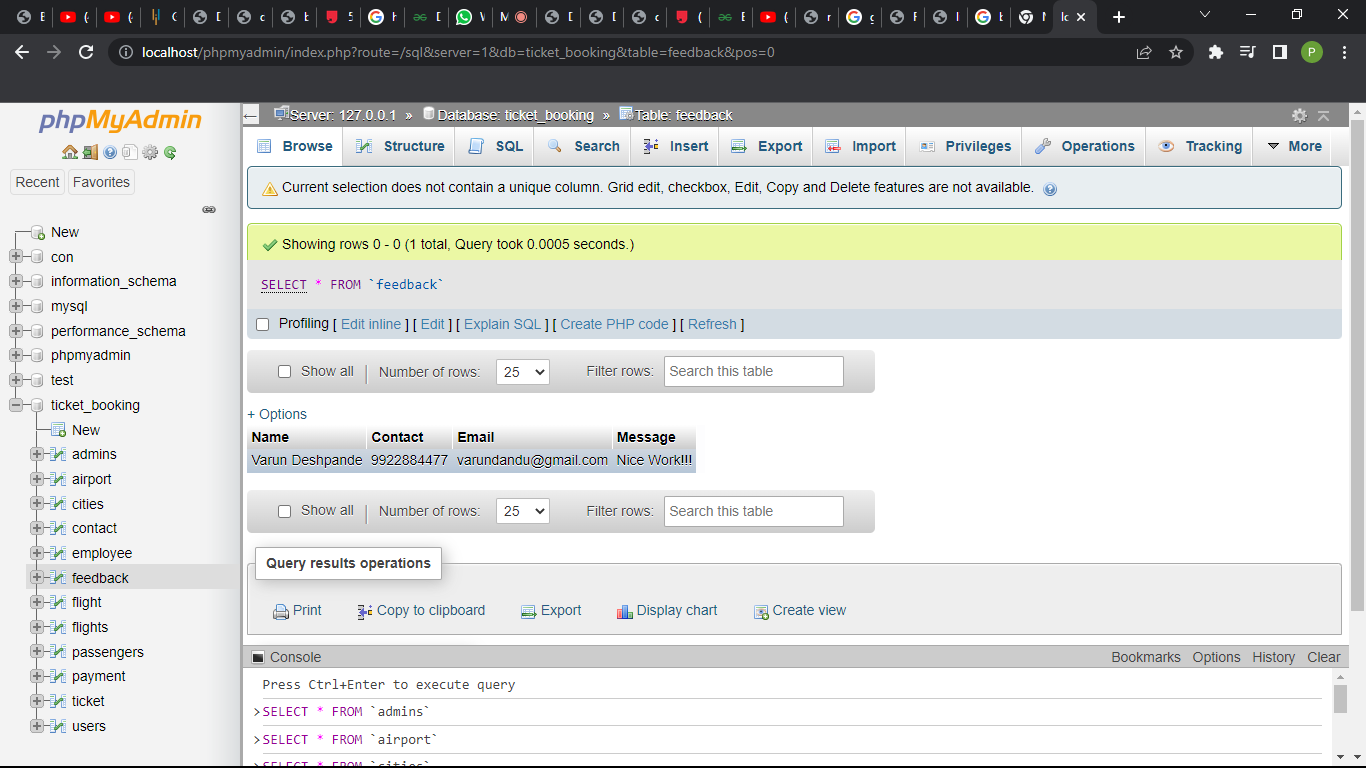 localhost/phpmyadmin/index.php?route=/sql&server=1&db=ticket_booking&table=feedback&pos=0
P
phpMyAdmin
Recent Favorites
New
con
information_schema
mysql
performance_schema
phpmyadmin
test
ticket_booking
New
admins
airport
cities
contact
employee
feedback
flight
flights
passengers
payment
ticket
users
Server: 127.0.0.1 » Database: ticket_booking » Table: feedback
Browse Structure SQL Search Insert Export Import Privileges Operations Tracking More
Current selection does not contain a unique column. Grid edit, checkbox, Edit, Copy and Delete features are not available.
Showing rows 0 - 0 (1 total, Query took 0.0005 seconds.)
SELECT * FROM `feedback`
Profiling [ Edit inline ] [ Edit ] [ Explain SQL ] [ Create PHP code ] [ Refresh ]
Show all | Number of rows: 25 Filter rows: Search this table
+ Options
Name Contact Email Message
Varun Deshpande 9922884477 varundandu@gmail.com Nice Work!!!
Show all | Number of rows: 25 Filter rows: Search this table
Query results operations
Print Copy to clipboard Export Display chart Create view
Console Bookmarks Options History Clear
Press Ctrl+Enter to execute query
>SELECT * FROM `admins`
>SELECT * FROM `airport`
>SELECT * FROM `cities`